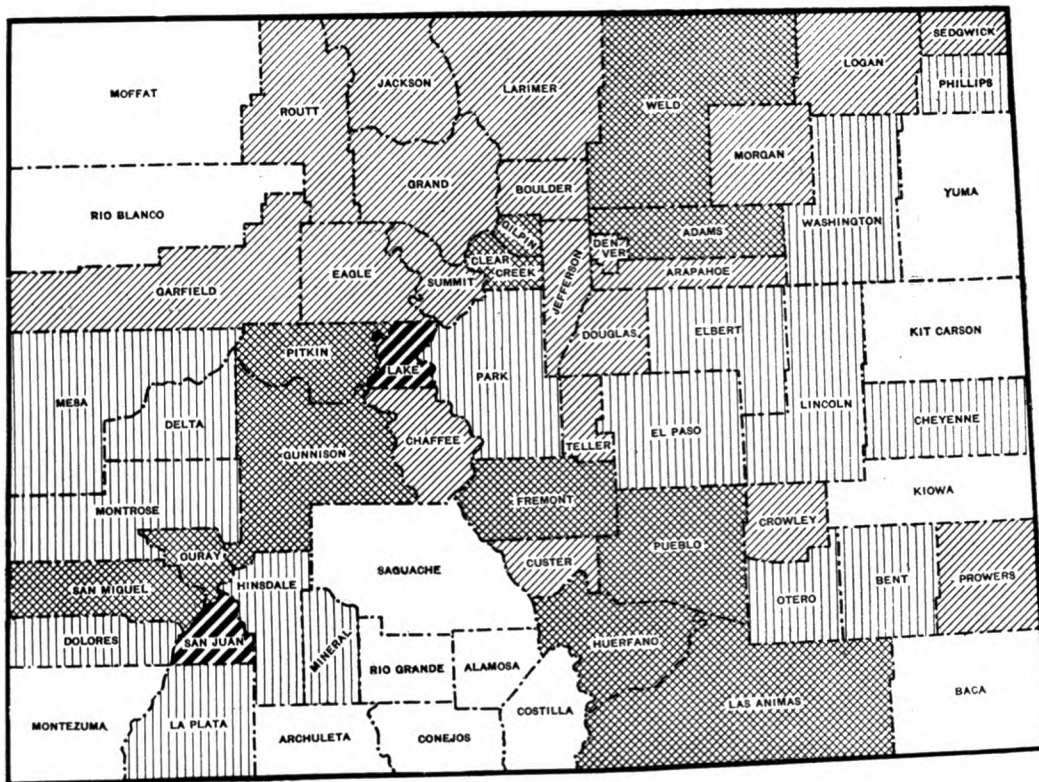 SEDGWICK
LOGAN
PHILLIPS
JACKSON
LARIMER
MOFFAT
ROUTT
WELD
MORGAN
GRAND
BOULDER
YUMA
RIO BLANCO
WASHINGTON
GILPIN
ADAMS
DEN-
VER
CLEAR
CREEK
EAGLE
SUMMIT
JEFFERSON
ARAPAHOE
GARFIELD
DOUGLAS
ELBERT
KIT CARSON
PITKIN
LAKE
PARK
MESA
LINCOLN
DELTA
CHEYENNE
CHAFFEE
TELLER
EL PASO
GUNNISON
KIOWA
FREMONT
MONTROSE
CROWLEY
OURAY
PUEBLO
CUSTER
SAGUACHE
HINSDALE
BENT
PROWERS
SAN MIGUEL
OTERO
DOLORES
SAN JUAN
HUERFANO
MINERAL
RIO GRANDE
ALAMOSA
BACA
LAS ANIMAS
COSTILLA
MONTEZUMA
LA PLATA
ARCHULETA
CONEJOS